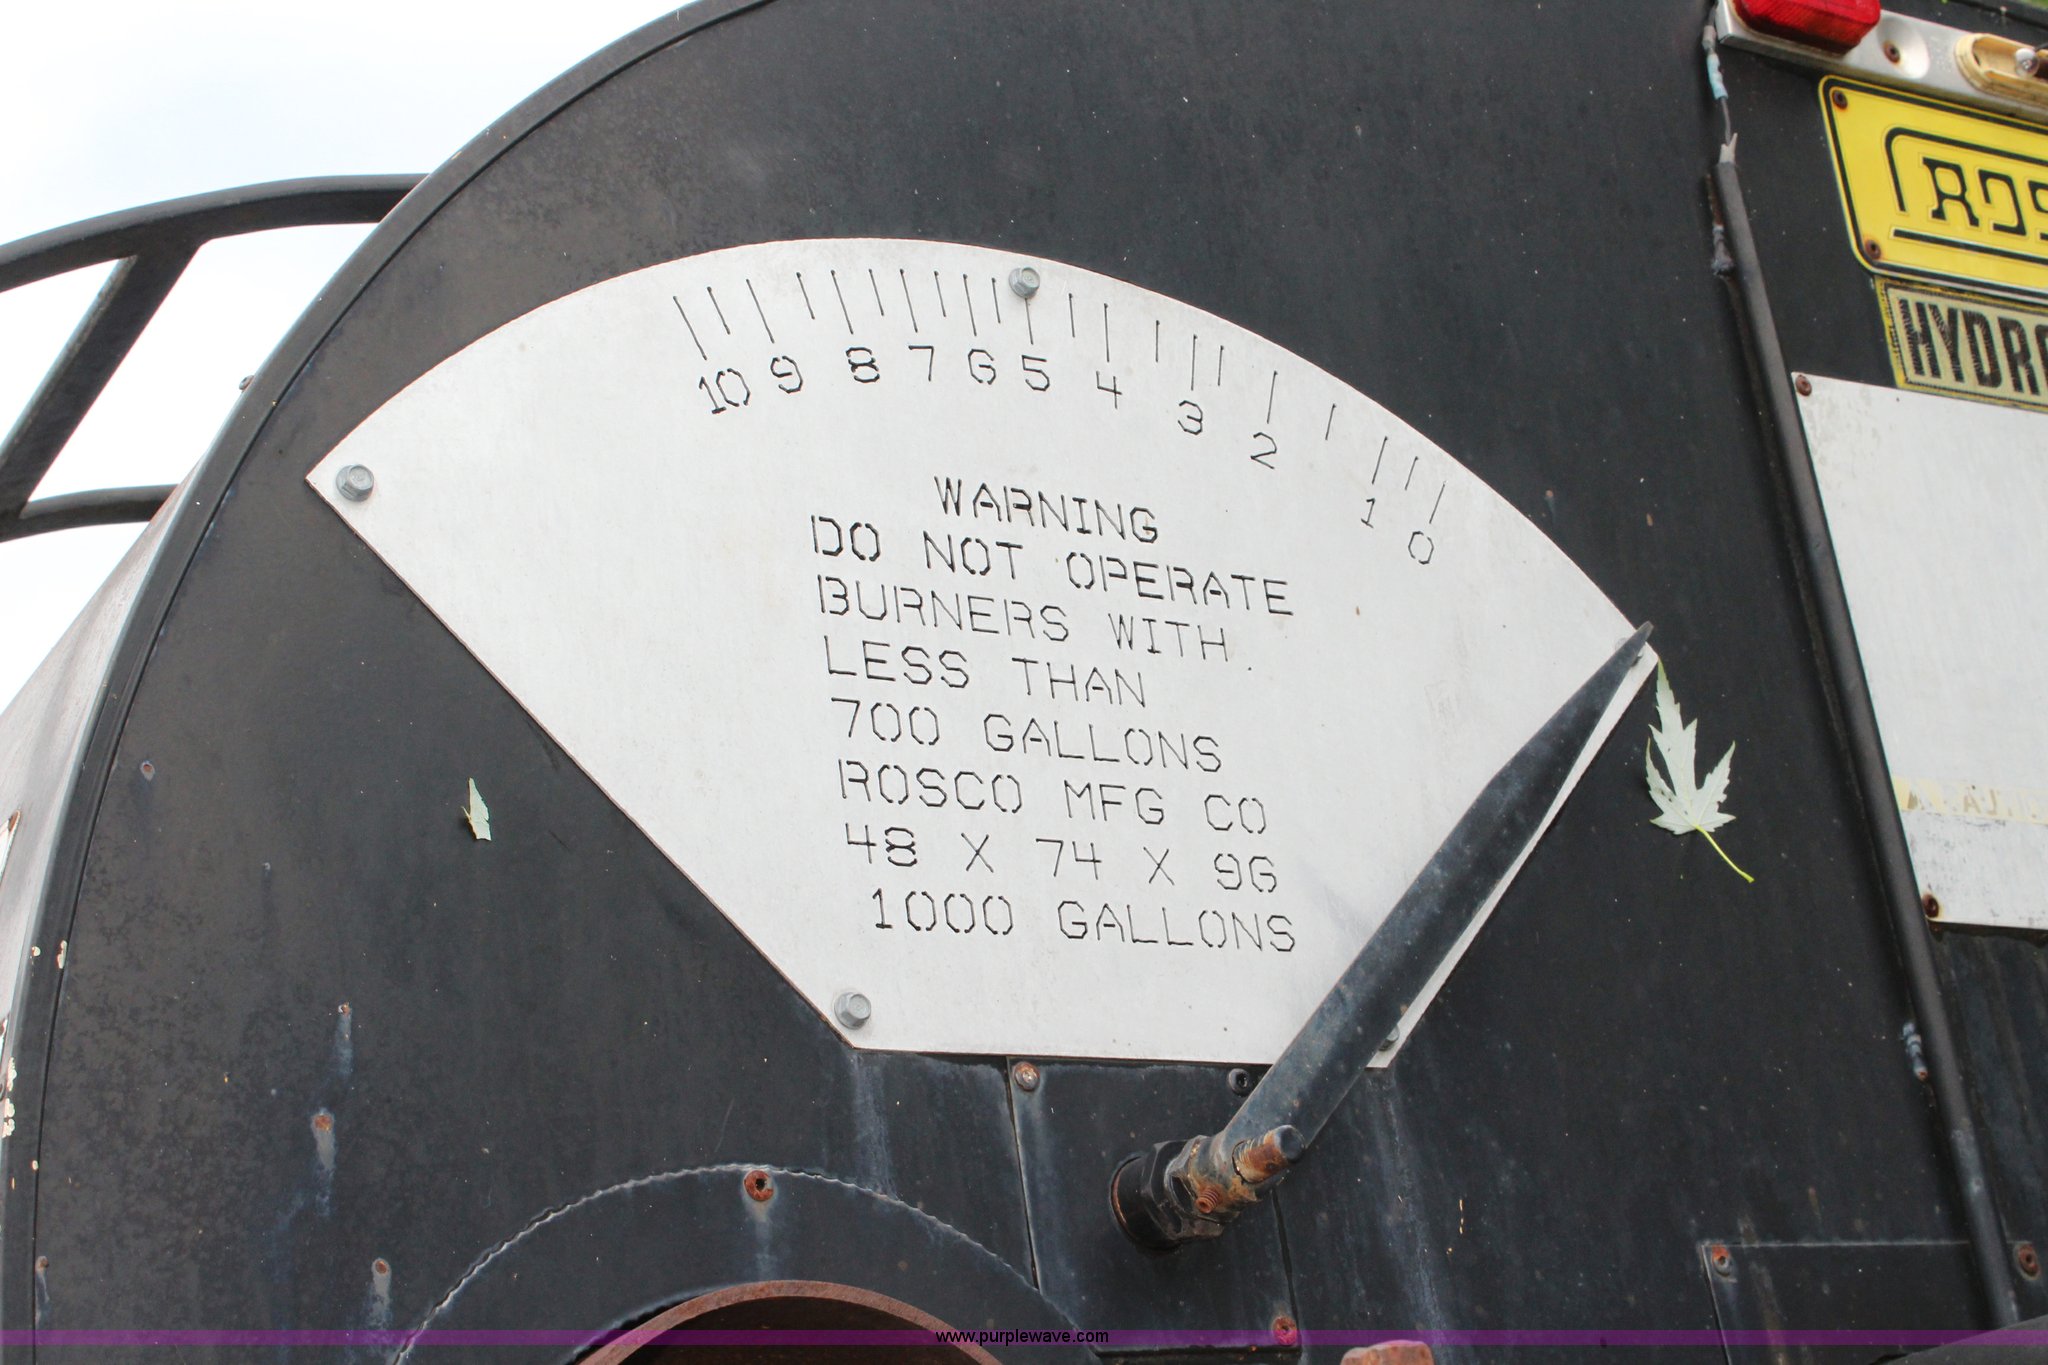 10 9 8 7 6 5 4 3 2 1 0
WARNING
DO NOT OPERATE
BURNERS WITH
LESS THAN
700 GALLONS
ROSCO MFG CO
48 X 74 X 96
1000 GALLONS
www.purplewave.com